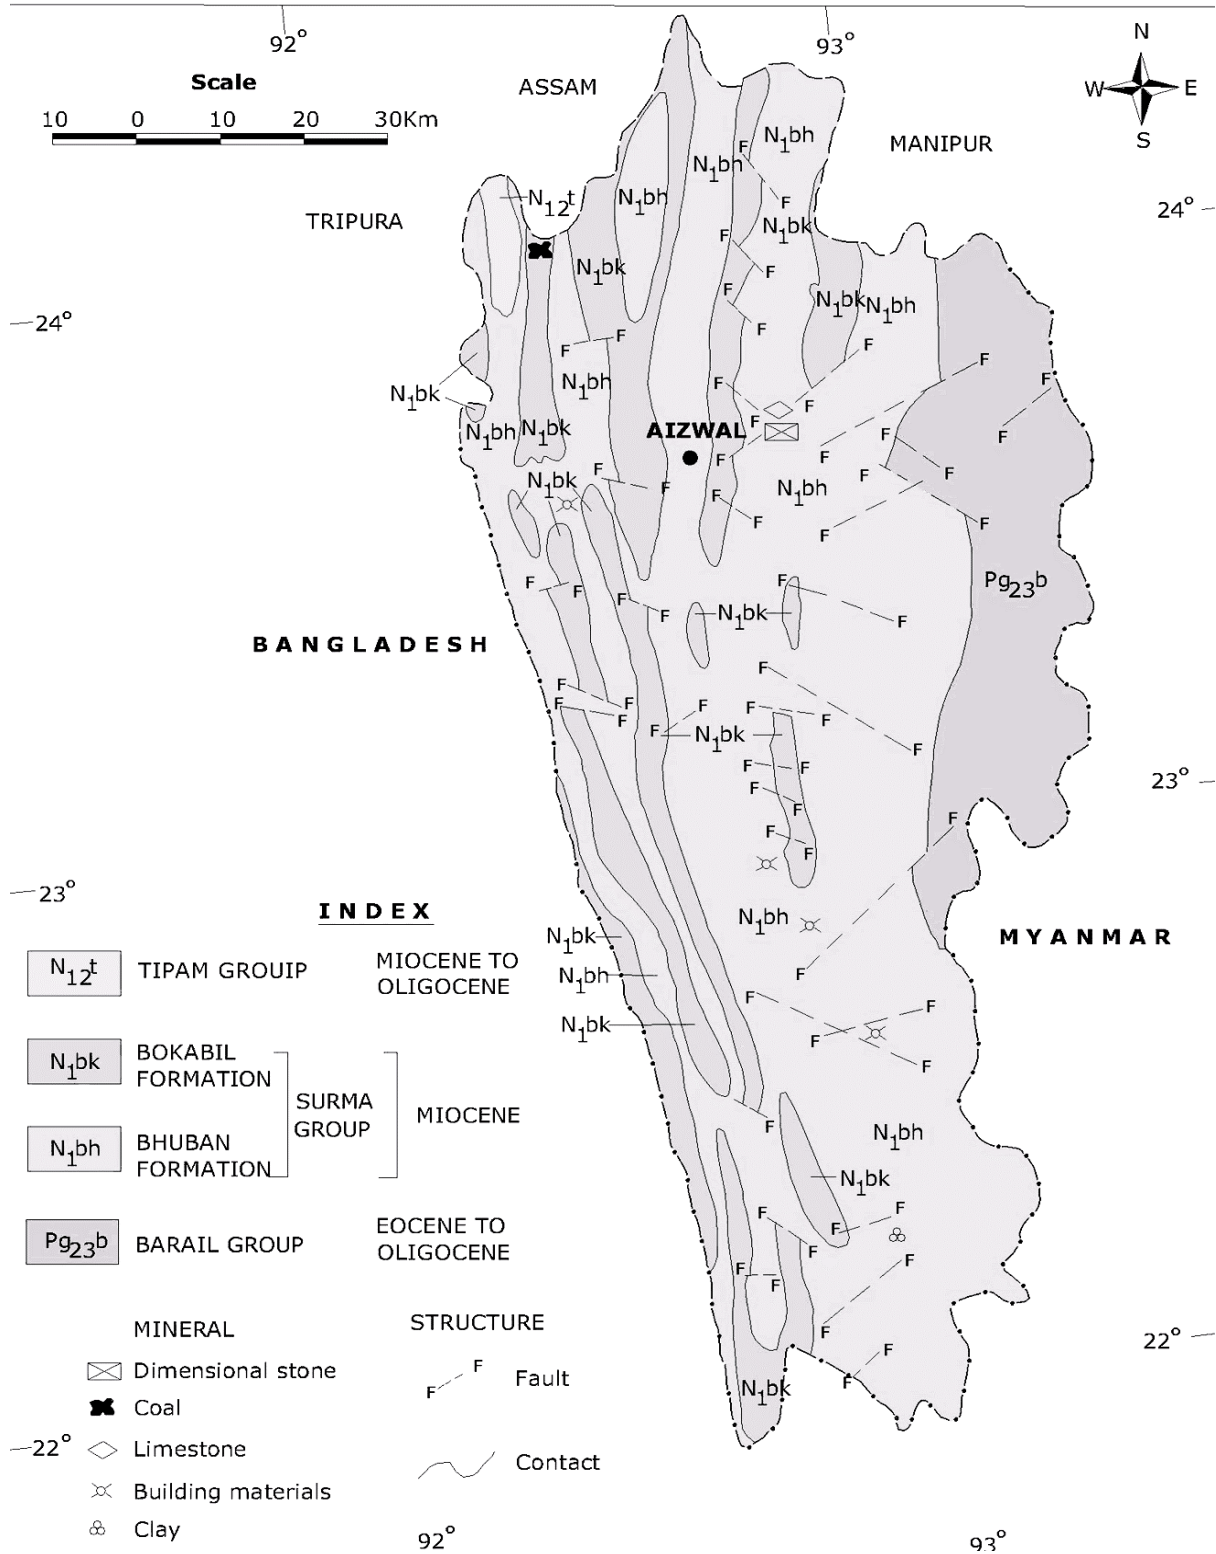 92°
93°
Scale
10 0 10 20 30Km
ASSAM
N
W E
S
MANIPUR
TRIPURA
24°
24°
N12t
N1bh
N1bh
N1bh
N1bk
N1bk
N1bk
N1bh
N1bh
N1bk
N1bh
N1bk
AIZWAL
N1bk
N1bh
Pg23b
N1bk
BANGLADESH
N1bk
23°
23°
N1bh
N1bk
N1bh
N1bk
MYANMAR
N1bh
N1bk
N1bk
22°
22°
F F F F F F F F F F
F F F F F F F F F F
F F F F F F F F F F
F F F F F F F F F F
F F F F F F F F F F
F F F F F F F F F F
F F F F F F F F
INDEX
N12t TIPAM GROUIP MIOCENE TO
OLIGOCENE
N1bk BOKABIL
FORMATION
SURMA
GROUP
MIOCENE
N1bh BHUBAN
FORMATION
Pg23b BARAIL GROUP EOCENE TO
OLIGOCENE
MINERAL
Dimensional stone
Coal
Limestone
Building materials
Clay
STRUCTURE
F F Fault
Contact
92°
93°